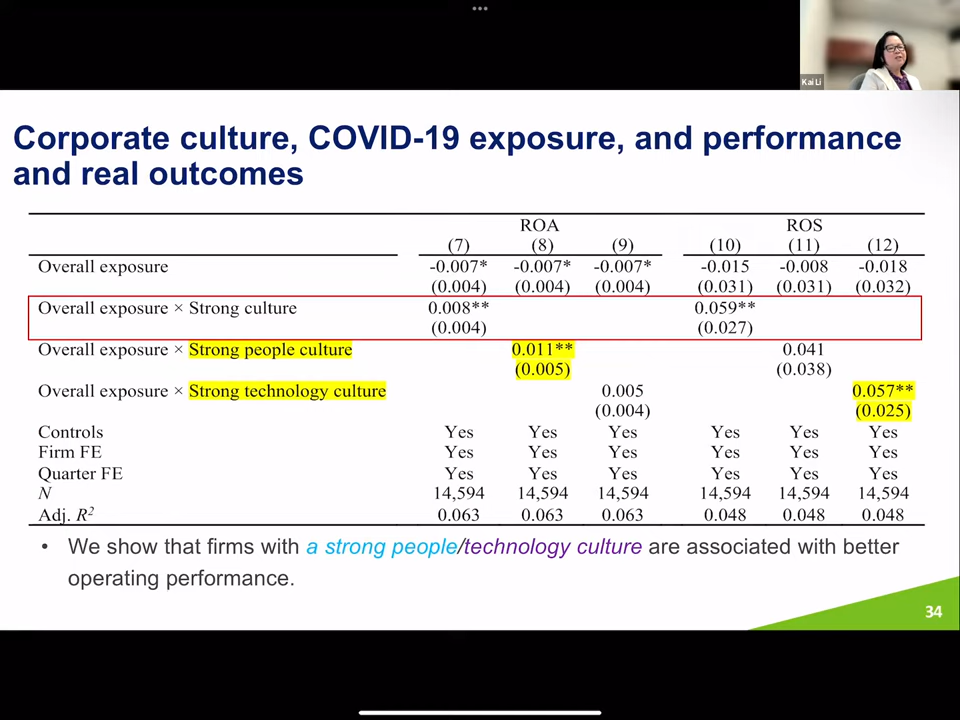 Kai Li
Corporate culture, COVID-19 exposure, and performance
and real outcomes
ROA ROS
(7) (8) (9) (10) (11) (12)
Overall exposure -0.007* -0.007* -0.007* -0.015 -0.008 -0.018
(0.004) (0.004) (0.004) (0.031) (0.031) (0.032)
Overall exposure × Strong culture 0.008** 0.059**
(0.004) (0.027)
Overall exposure × Strong people culture 0.011** 0.041
(0.005) (0.038)
Overall exposure × Strong technology culture 0.005 0.057**
(0.004) (0.025)
Controls Yes Yes Yes Yes Yes Yes
Firm FE Yes Yes Yes Yes Yes Yes
Quarter FE Yes Yes Yes Yes Yes Yes
N 14,594 14,594 14,594 14,594 14,594 14,594
Adj. R² 0.063 0.063 0.063 0.048 0.048 0.048
• We show that firms with a strong people/technology culture are associated with better
operating performance.
34